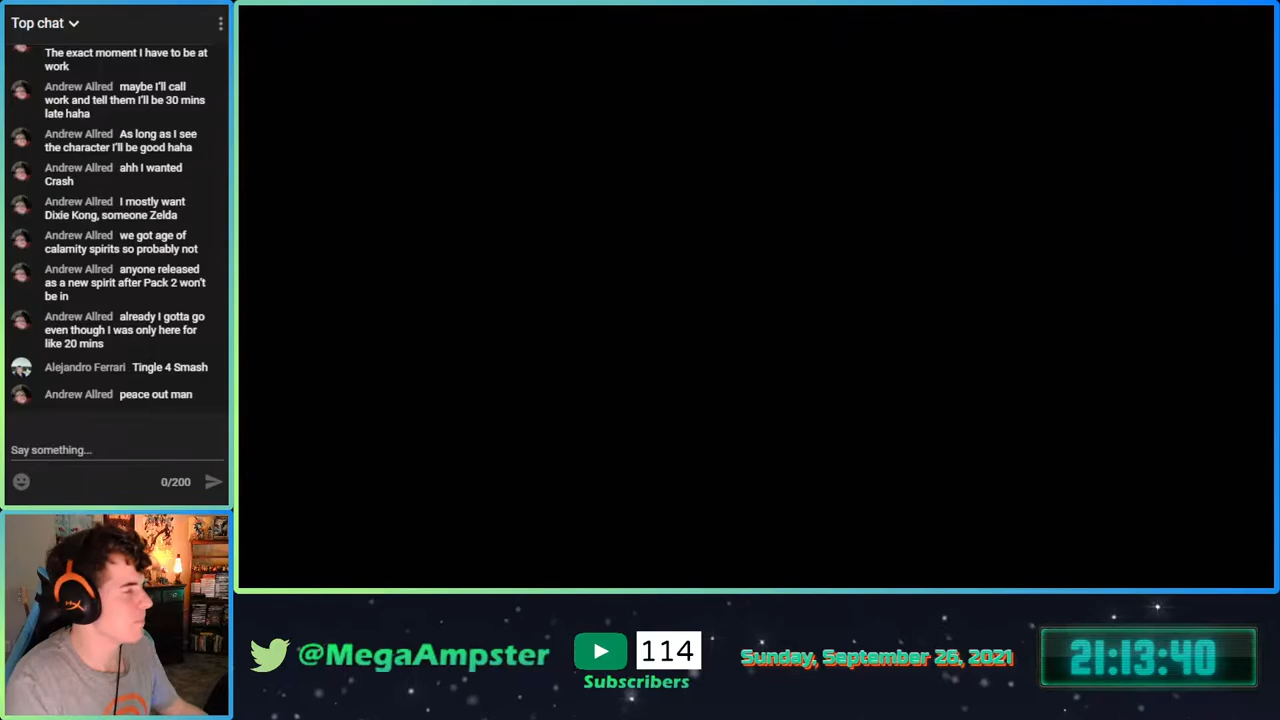 Top chat
The exact moment I have to be at
work
Andrew Allred maybe I'll call
work and tell them I'll be 30 mins
late haha
Andrew Allred As long as I see
the character I'll be good haha
Andrew Allred ahh I wanted
Crash
Andrew Allred I mostly want
Dixie Kong, someone Zelda
Andrew Allred we got age of
calamity spirits so probably not
Andrew Allred anyone released
as a new spirit after Pack 2 won't
be in
Andrew Allred already I gotta go
even though I was only here for
like 20 mins
Alejandro Ferrari Tingle 4 Smash
Andrew Allred peace out man
Say something...
0/200
@MegaAmpster
114
Subscribers
Sunday, September 26, 2021
21:13:40